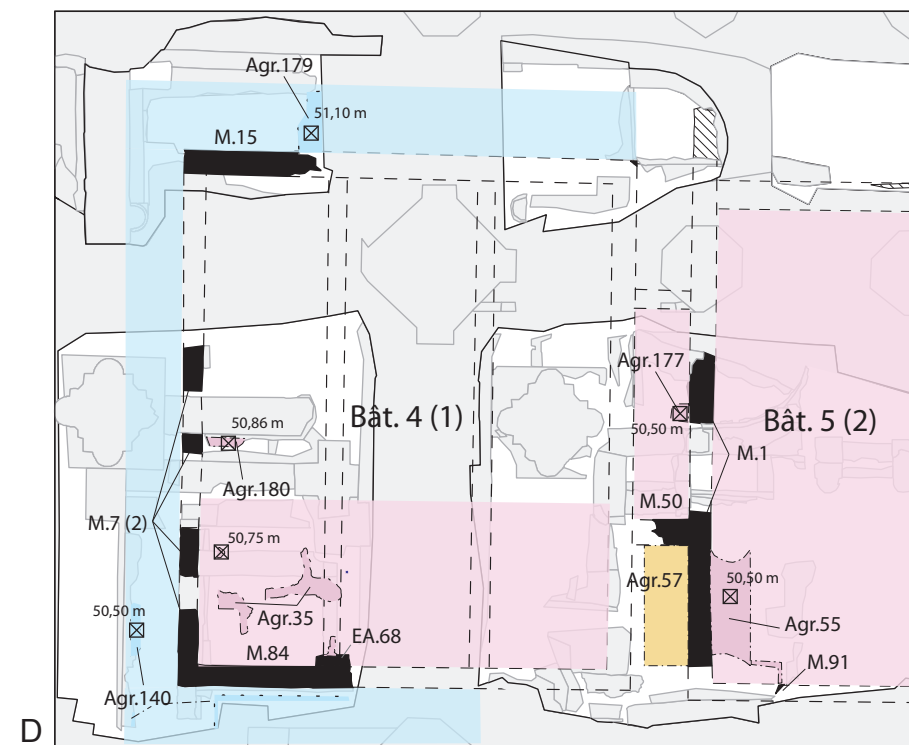 Agr.179
51,10 m
M.15
Agr.177
Bât. 4 (1)
Bât. 5 (2)
50,86 m
50,50 m
M.1
Agr.180
M.50
M.7 (2)
50,75 m
Agr.57
50,50 m
50,50 m
Agr.35
Agr.55
EA.68
M.84
M.91
Agr.140
D